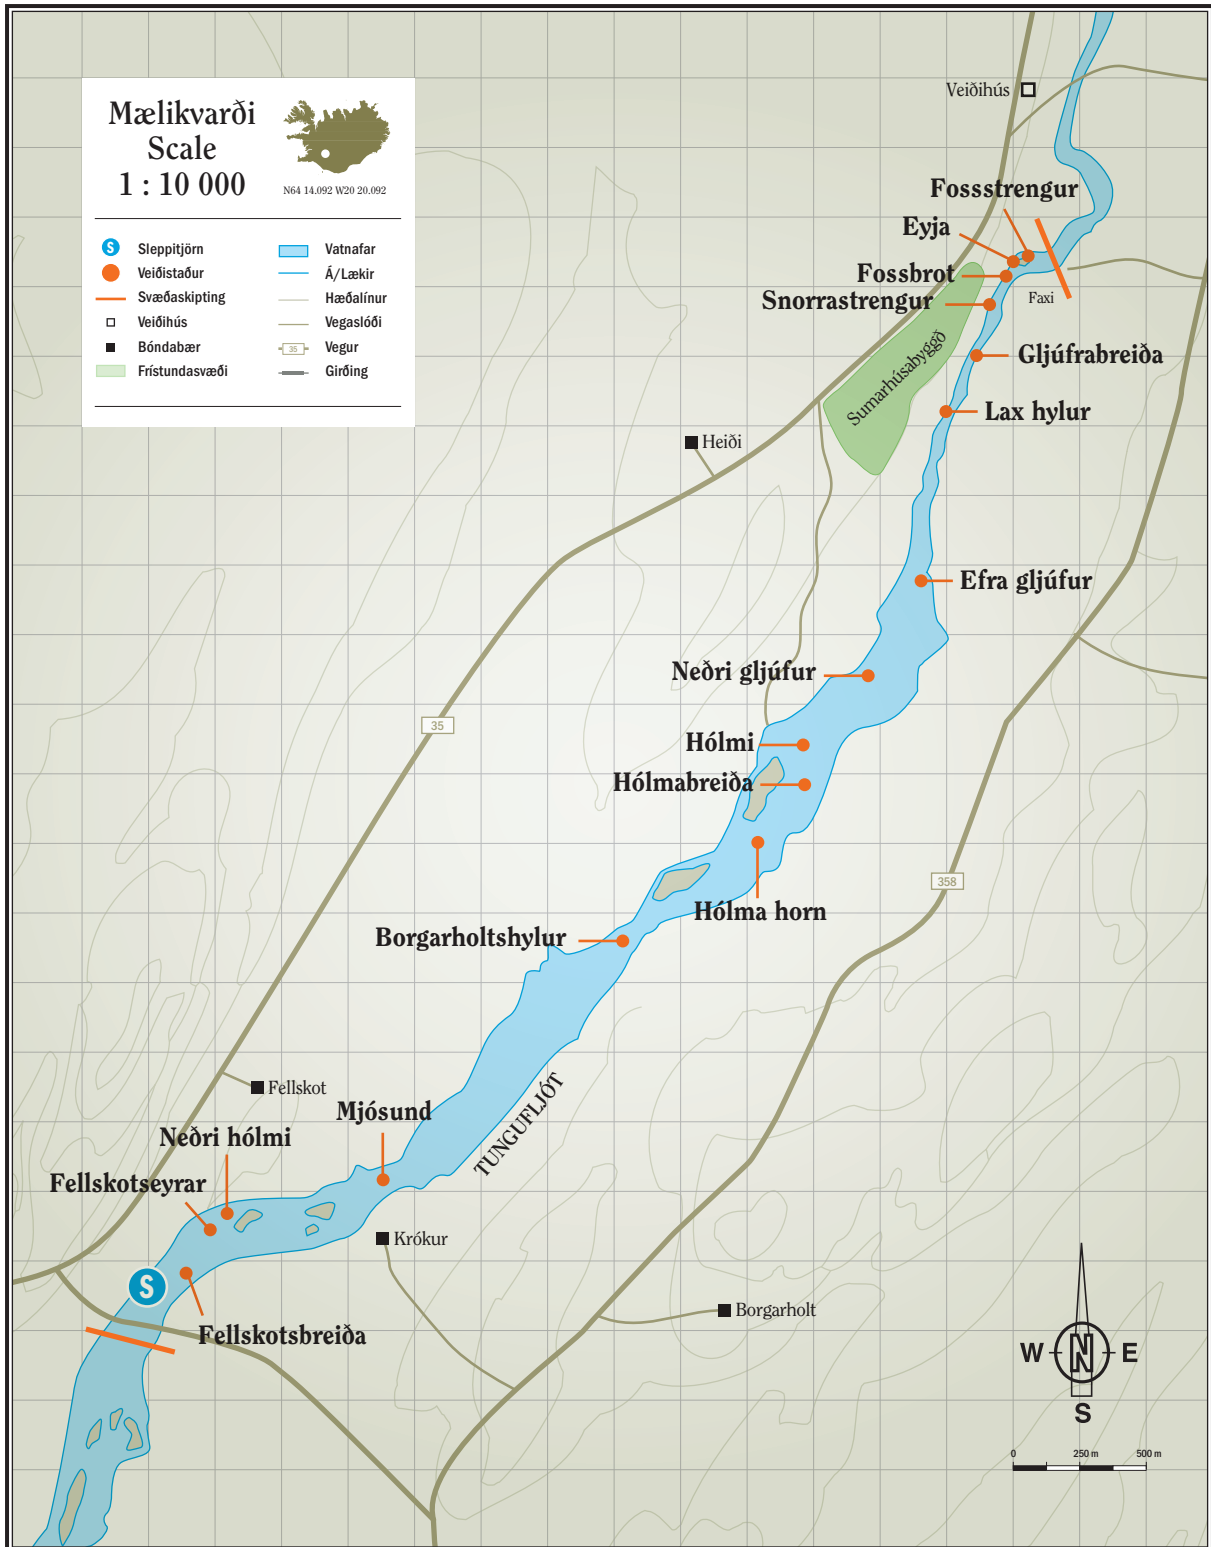 Mælikvarði
Scale
1 : 10 000
N64 14.092 W20 20.092
S Sleppitjörn
Veiðistaður
Svæðaskipting
Veiðihús
Bóndabær
Frístundasvæði
Vatnafar
Á/Lækir
Hæðalínur
Vegaslóði
35 Vegur
Girðing
Veiðihús
Fossstrengur
Eyja
Fossbrot
Snorrastrengur
Faxi
Sumarhúsabyggð
Gljúfrabreiða
Lax hylur
Heiði
Efra gljúfur
Neðri gljúfur
35
Hólmi
Hólmabreiða
358
Hólma horn
Borgarholtshylur
TUNGUFLJÓT
Fellskot
Mjósund
Neðri hólmi
Fellskotseyrar
Krókur
S
Borgarholt
Fellskotsbreiða
N
W E
S
0 250 m 500 m